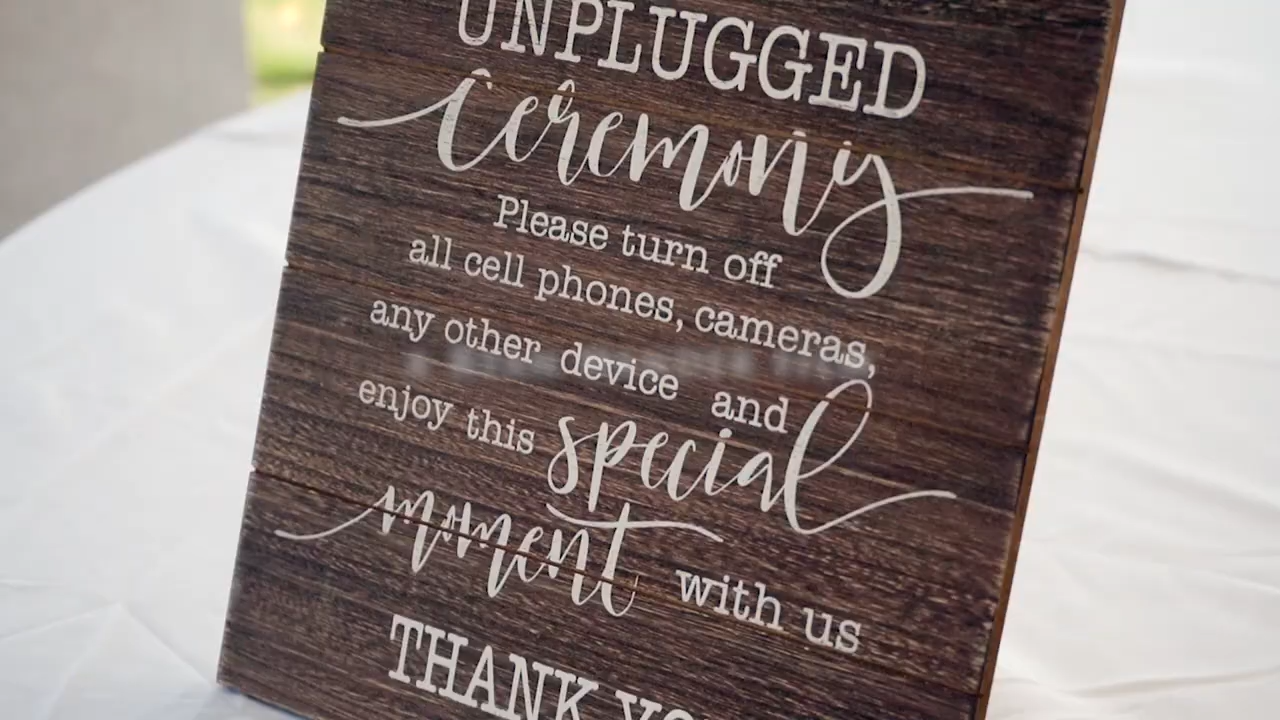 UNPLUGGED
ceremony
Please turn off
all cell phones, cameras,
any other device and
enjoy this special
moment with us
THANK YO